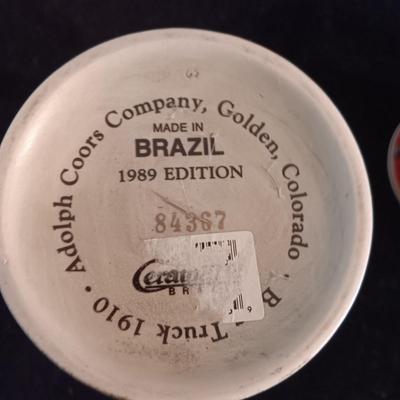 Adolph Coors Company, Golden, Colorado
Truck 1910
MADE IN
BRAZIL
1989 EDITION
84367